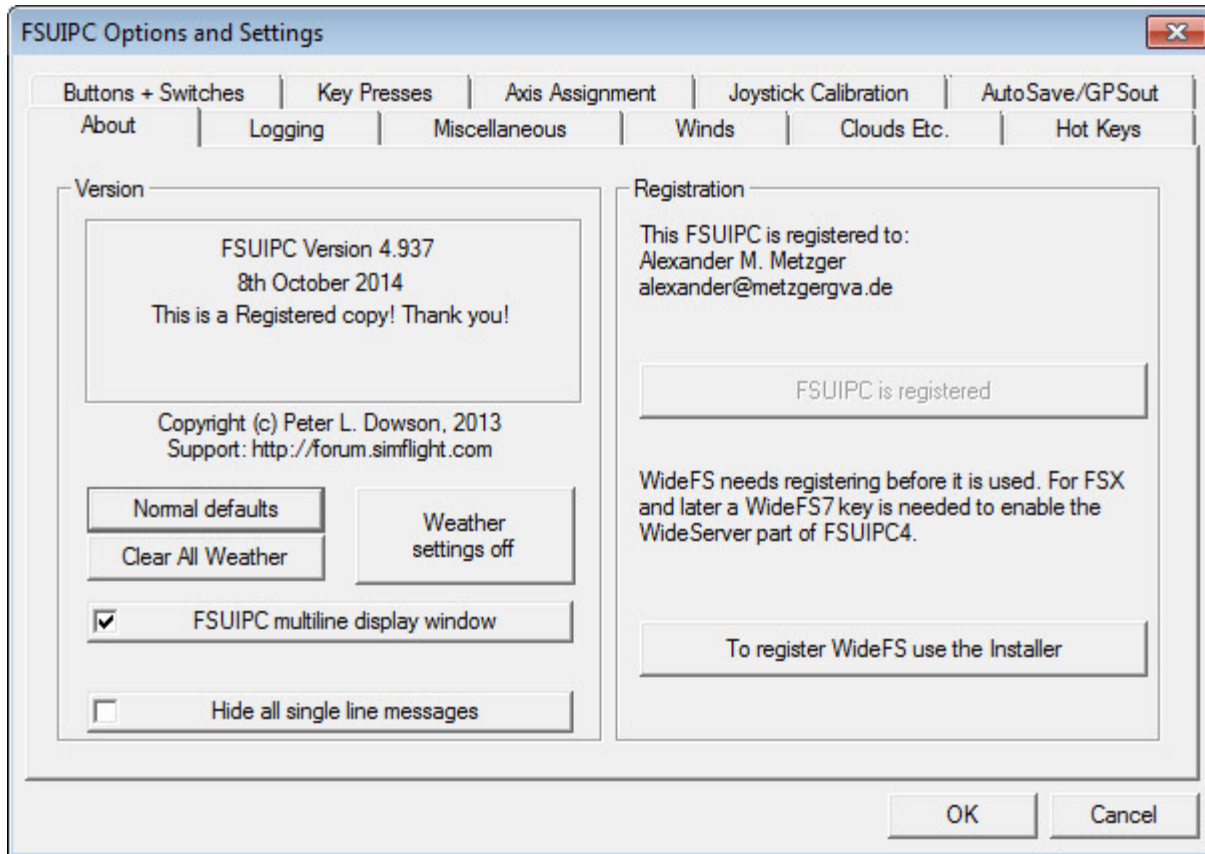 FSUIPC Options and Settings
Buttons + Switches
Key Presses
Axis Assignment
Joystick Calibration
AutoSave/GPSout
About
Logging
Miscellaneous
Winds
Clouds Etc.
Hot Keys
Version
FSUIPC Version 4.937
8th October 2014
This is a Registered copy! Thank you!
Copyright (c) Peter L. Dowson, 2013
Support: http://forum.simflight.com
Normal defaults
Clear All Weather
Weather
settings off
FSUIPC multiline display window
Hide all single line messages
Registration
This FSUIPC is registered to:
Alexander M. Metzger
alexander@metzgergva.de
FSUIPC is registered
WideFS needs registering before it is used. For FSX
and later a WideFS7 key is needed to enable the
WideServer part of FSUIPC4.
To register WideFS use the Installer
OK
Cancel